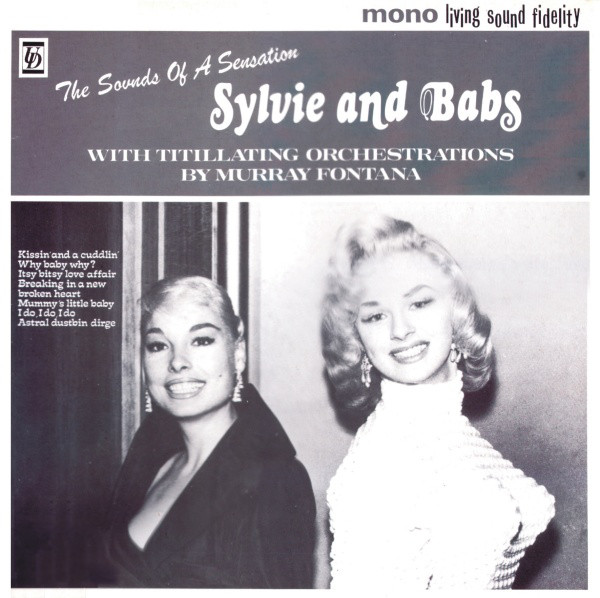 mono living sound fidelity
UD
The Sounds Of A Sensation
Sylvie and Babs
WITH TITILLATING ORCHESTRATIONS
BY MURRAY FONTANA
Kissin' and a cuddlin'
Why baby why?
Itsy bitsy love affair
Breaking in a new
broken heart
Mummy's little baby
I do, I do, I do
Astral dustbin dirge